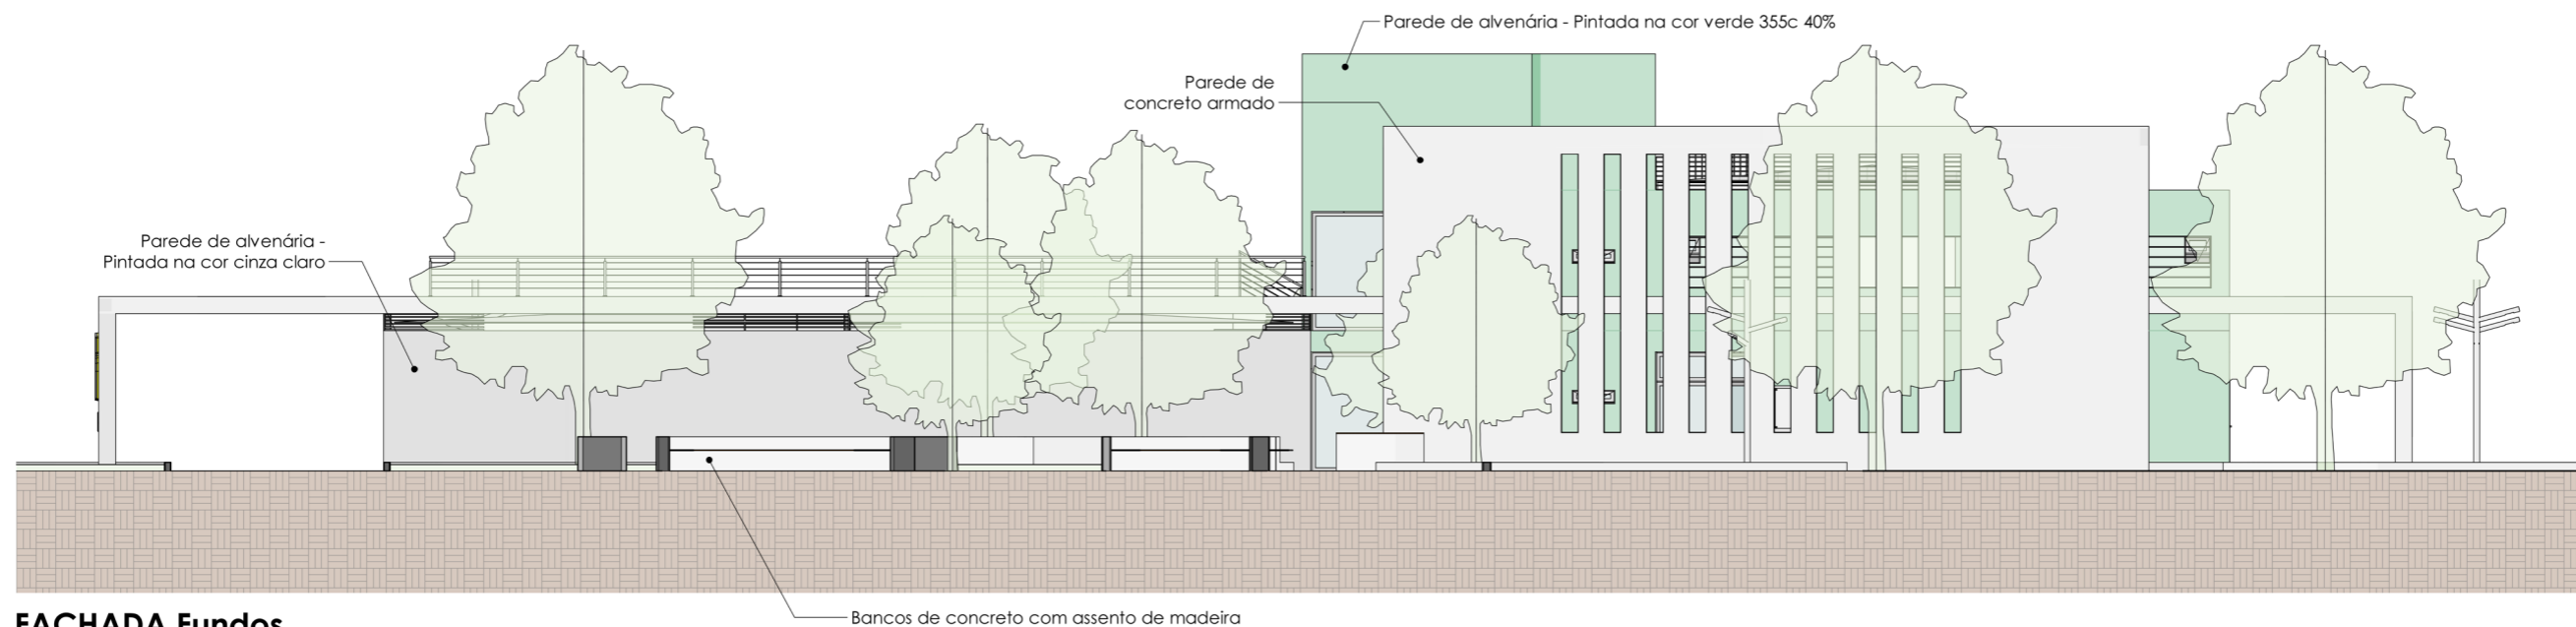 Parede de alvenária - Pintada na cor verde 355c 40%
Parede de
concreto armado
Parede de alvenária -
Pintada na cor cinza claro
Bancos de concreto com assento de madeira
FACHADA Fundos